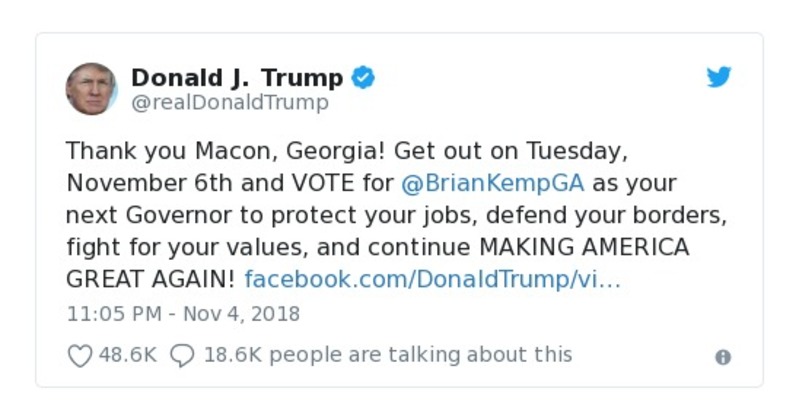 Donald J. Trump
@realDonaldTrump
Thank you Macon, Georgia! Get out on Tuesday,
November 6th and VOTE for @BrianKempGA as your
next Governor to protect your jobs, defend your borders,
fight for your values, and continue MAKING AMERICA
GREAT AGAIN! facebook.com/DonaldTrump/vi…
11:05 PM - Nov 4, 2018
48.6K 18.6K people are talking about this